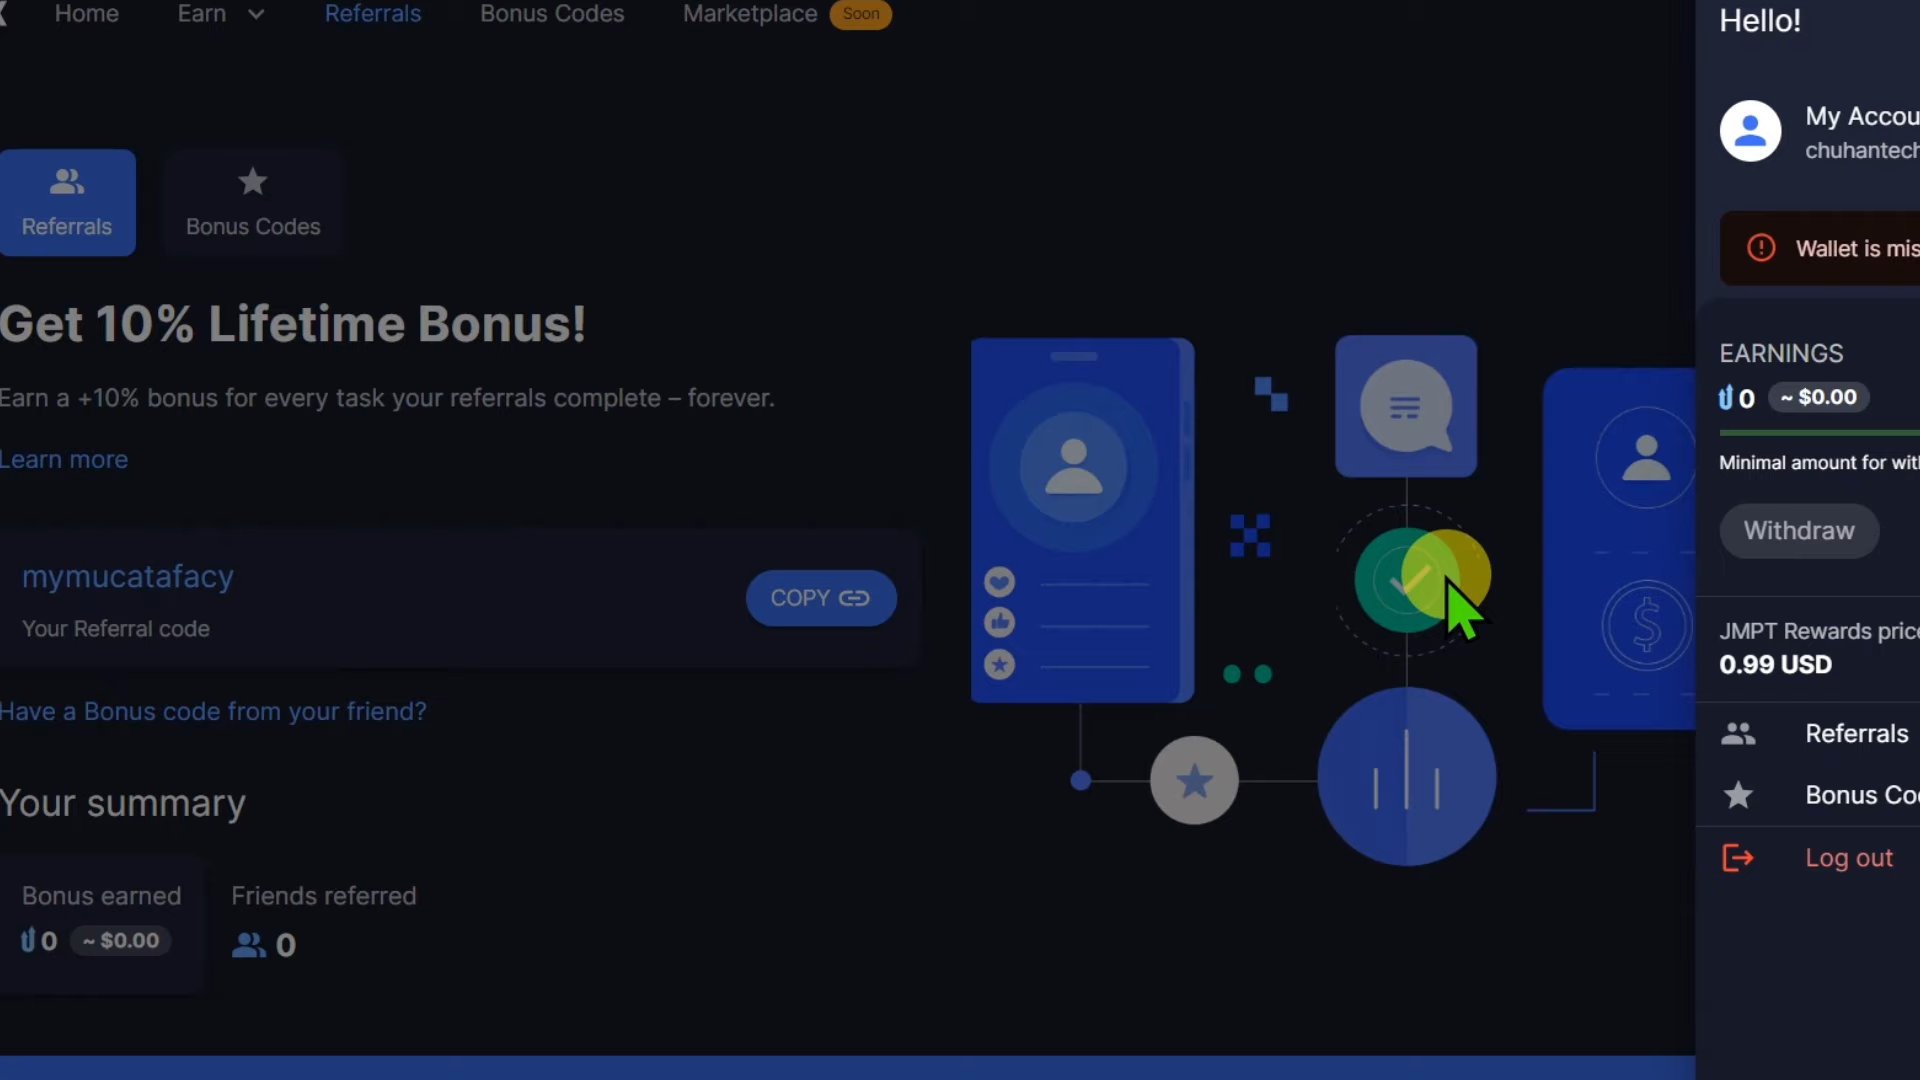 Home
Earn
Referrals
Bonus Codes
Marketplace
Soon
Hello!
My Accou
chuhantech
Wallet is mis
EARNINGS
0 ~ $0.00
Minimal amount for with
Withdraw
JMPT Rewards price
0.99 USD
Referrals
Bonus Co
Log out
Referrals
Bonus Codes
Get 10% Lifetime Bonus!
Earn a +10% bonus for every task your referrals complete – forever.
Learn more
mymucatafacy
COPY
Your Referral code
Have a Bonus code from your friend?
Your summary
Bonus earned
0 ~ $0.00
Friends referred
0